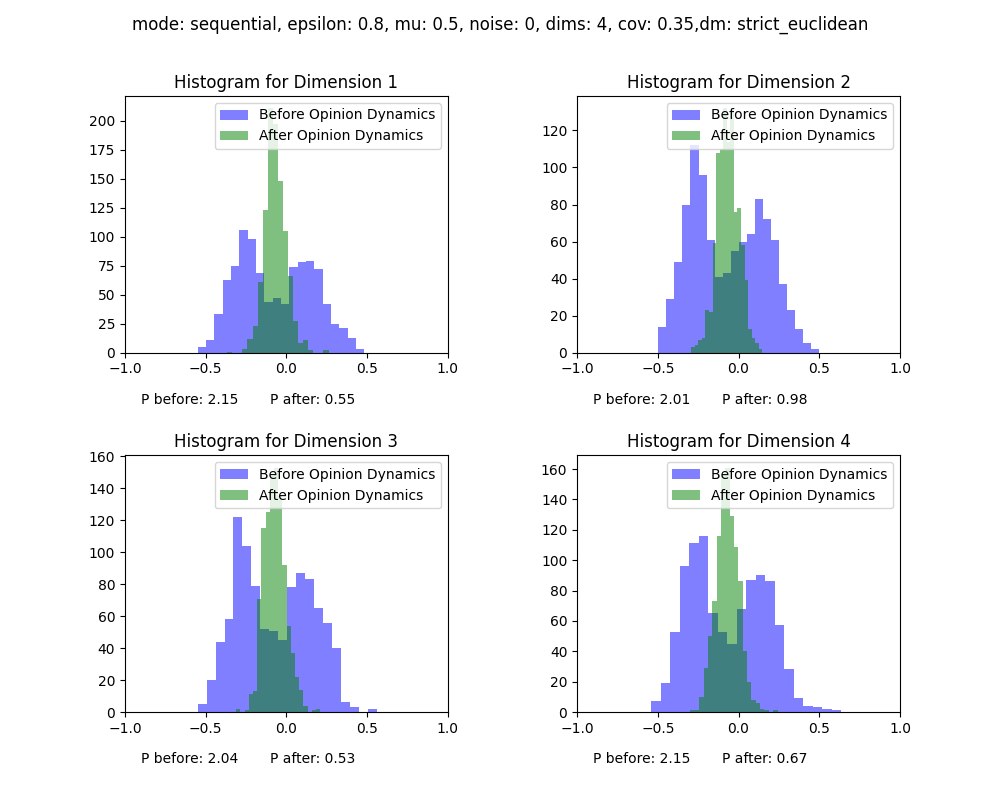 mode: sequential, epsilon: 0.8, mu: 0.5, noise: 0, dims: 4, cov: 0.35,dm: strict_euclidean
Histogram for Dimension 1
Before Opinion Dynamics
After Opinion Dynamics
200
175
150
125
100
75
50
25
0
−1.0 −0.5 0.0 0.5 1.0
P before: 2.15 P after: 0.55
Histogram for Dimension 2
Before Opinion Dynamics
After Opinion Dynamics
120
100
80
60
40
20
0
−1.0 −0.5 0.0 0.5 1.0
P before: 2.01 P after: 0.98
Histogram for Dimension 3
Before Opinion Dynamics
After Opinion Dynamics
160
140
120
100
80
60
40
20
0
−1.0 −0.5 0.0 0.5 1.0
P before: 2.04 P after: 0.53
Histogram for Dimension 4
Before Opinion Dynamics
After Opinion Dynamics
160
140
120
100
80
60
40
20
0
−1.0 −0.5 0.0 0.5 1.0
P before: 2.15 P after: 0.67